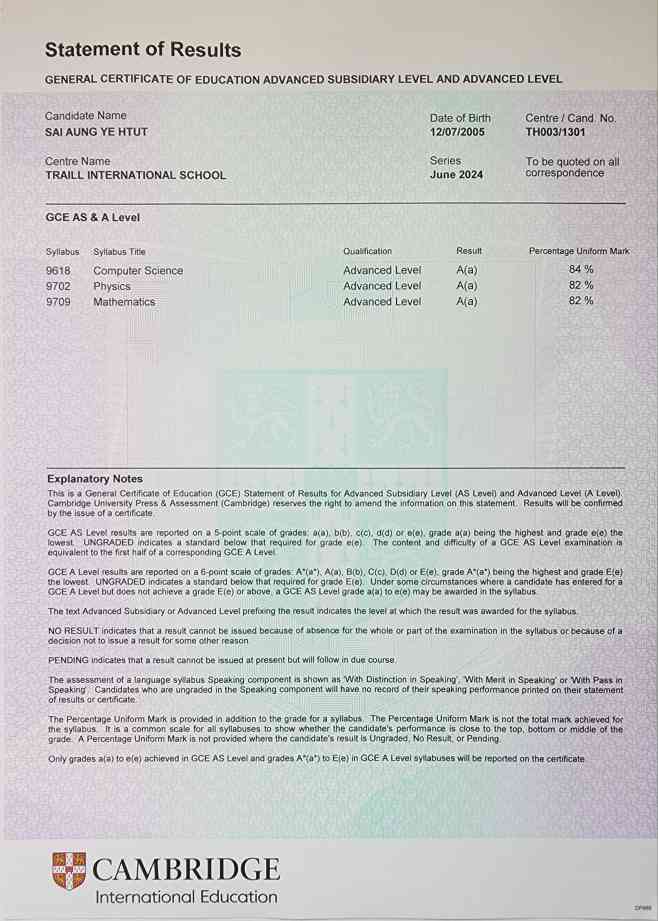 Statement of Results
GENERAL CERTIFICATE OF EDUCATION ADVANCED SUBSIDIARY LEVEL AND ADVANCED LEVEL
Candidate Name Date of Birth Centre / Cand. No.
SAI AUNG YE HTUT 12/07/2005 TH003/1301
Centre Name Series To be quoted on all
TRAILL INTERNATIONAL SCHOOL June 2024 correspondence
GCE AS & A Level
Syllabus Syllabus Title Qualification Result Percentage Uniform Mark
9618 Computer Science Advanced Level A(a) 84 %
9702 Physics Advanced Level A(a) 82 %
9709 Mathematics Advanced Level A(a) 82 %
Explanatory Notes
This is a General Certificate of Education (GCE) Statement of Results for Advanced Subsidiary Level (AS Level) and Advanced Level (A Level).
Cambridge University Press & Assessment (Cambridge) reserves the right to amend the information on this statement. Results will be confirmed
by the issue of a certificate.
GCE AS Level results are reported on a 5-point scale of grades: a(a), b(b), c(c), d(d) or e(e), grade a(a) being the highest and grade e(e) the
lowest. UNGRADED indicates a standard below that required for grade e(e). The content and difficulty of a GCE AS Level examination is
equivalent to the first half of a corresponding GCE A Level.
GCE A Level results are reported on a 6-point scale of grades: A*(a*), A(a), B(b), C(c), D(d) or E(e), grade A*(a*) being the highest and grade E(e)
the lowest. UNGRADED indicates a standard below that required for grade E(e). Under some circumstances where a candidate has entered for a
GCE A Level but does not achieve a grade E(e) or above, a GCE AS Level grade a(a) to e(e) may be awarded in the syllabus.
The text Advanced Subsidiary or Advanced Level prefixing the result indicates the level at which the result was awarded for the syllabus.
NO RESULT indicates that a result cannot be issued because of absence for the whole or part of the examination in the syllabus or because of a
decision not to issue a result for some other reason.
PENDING indicates that a result cannot be issued at present but will follow in due course.
The assessment of a language syllabus Speaking component is shown as 'With Distinction in Speaking', 'With Merit in Speaking' or 'With Pass in
Speaking'. Candidates who are ungraded in the Speaking component will have no record of their speaking performance printed on their statement
of results or certificate.
The Percentage Uniform Mark is provided in addition to the grade for a syllabus. The Percentage Uniform Mark is not the total mark achieved for
the syllabus. It is a common scale for all syllabuses to show whether the candidate's performance is close to the top, bottom or middle of the
grade. A Percentage Uniform Mark is not provided where the candidate's result is Ungraded, No Result, or Pending.
Only grades a(a) to e(e) achieved in GCE AS Level and grades A*(a*) to E(e) in GCE A Level syllabuses will be reported on the certificate.
CAMBRIDGE
International Education